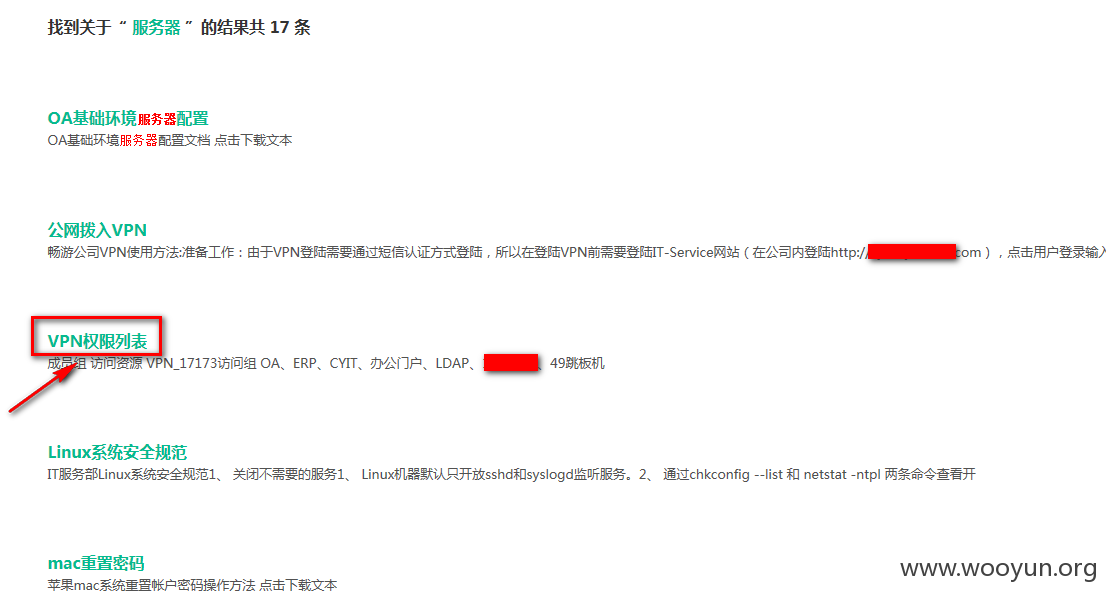 找到关于“ 服务器 ”的结果共 17 条
OA基础环境服务器配置
OA基础环境服务器配置文档 点击下载文本
公网拨入VPN
畅游公司VPN使用方法:准备工作：由于VPN登陆需要通过短信认证方式登陆，所以在登陆VPN前需要登陆IT-Service网站（在公司内登陆http:/ com），点击用户登录输入
VPN权限列表
成员组 访问资源 VPN_17173访问组 OA、ERP、CYIT、办公门户、LDAP、 、49跳板机
Linux系统安全规范
IT服务部Linux系统安全规范1、 关闭不需要的服务1、 Linux机器默认只开放sshd和syslogd监听服务。2、 通过chkconfig --list 和 netstat -ntpl 两条命令查看开
mac重置密码
苹果mac系统重置帐户密码操作方法 点击下载文本
www.wooyun.org